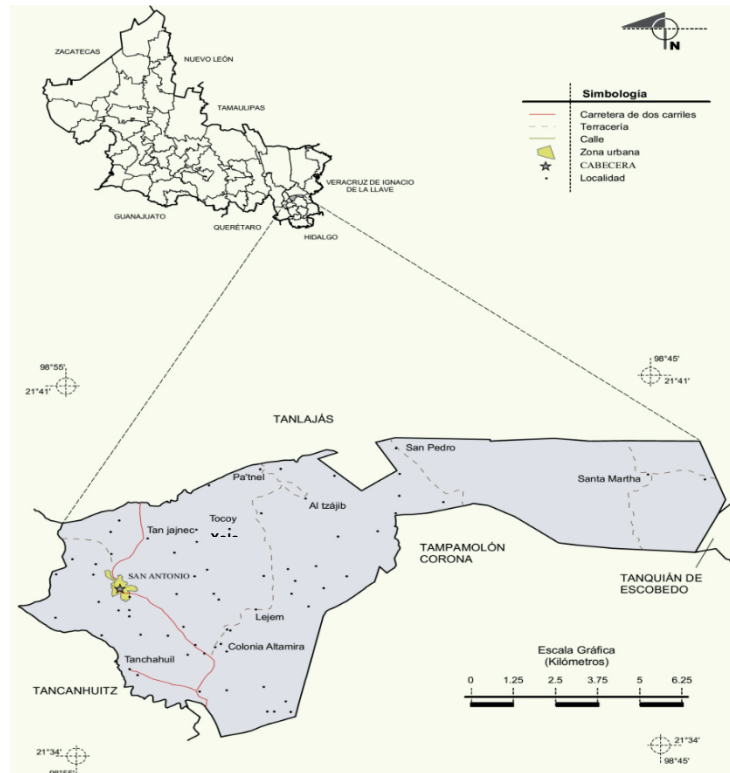 ZACATECAS
NUEVO LEÓN
TAMAULIPAS
VERACRUZ DE IGNACIO
DE LA LLAVE
GUANAJUATO
QUERÉTARO
HIDALGO
N
Simbología
Carretera de dos carriles
Terracería
Calle
Zona urbana
CABECERA
Localidad
98°55'
21°41'
98°45'
21°41'
TANLAJÁS
San Pedro
Pa'tnel
Santa Martha
Al tzájib
Tocoy
Tan jajnec
TAMPAMOLÓN
CORONA
SAN ANTONIO
TANQUIÁN DE
ESCOBEDO
Lejem
Colonia Altamira
Tanchahuil
TANCANHUITZ
Escala Gráfica
(Kilómetros)
0 1.25 2.5 3.75 5 6.25
21°34'
98°55'
21°34'
98°45'